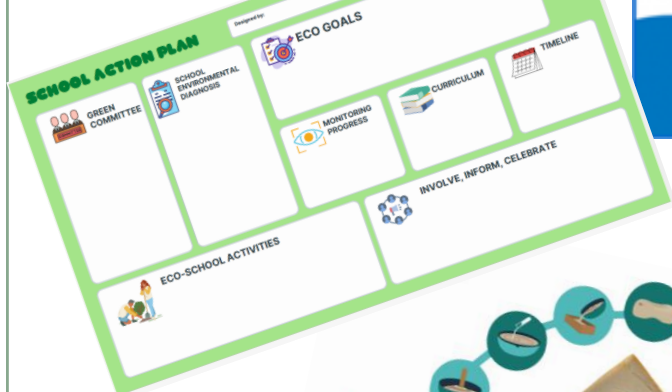 SCHOOL ACTION PLAN
Designed by:
GREEN
COMMITTEE
SCHOOL
ENVIRONMENTAL
DIAGNOSIS
ECO GOALS
MONITORING
PROGRESS
CURRICULUM
TIMELINE
ECO-SCHOOL ACTIVITIES
INVOLVE, INFORM, CELEBRATE